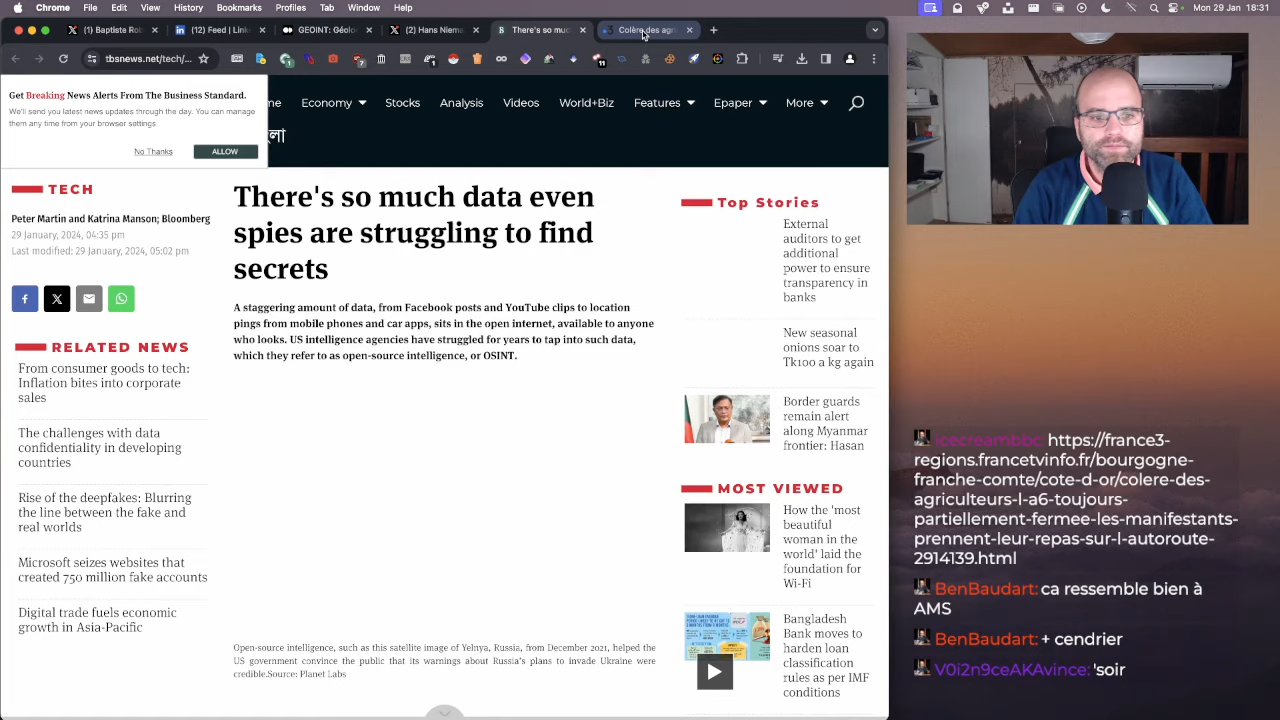 Chrome File Edit View History Bookmarks Profiles Tab Window Help
Mon 29 Jan 18:31
(1) Baptiste Rob
(12) Feed | Link
GEOINT: Géolo
(2) Hans Niema
There's so muc
Colère des agri
tbsnews.net/tech/...
Get Breaking News Alerts From The Business Standard.
We'll send you latest news updates through the day. You can manage
them any time from your browser settings.
No Thanks
ALLOW
me Economy Stocks Analysis Videos World+Biz Features Epaper More
TECH
Peter Martin and Katrina Manson; Bloomberg
29 January, 2024, 04:35 pm
Last modified: 29 January, 2024, 05:02 pm
RELATED NEWS
From consumer goods to tech:
Inflation bites into corporate
sales
The challenges with data
confidentiality in developing
countries
Rise of the deepfakes: Blurring
the line between the fake and
real worlds
Microsoft seizes websites that
created 750 million fake accounts
Digital trade fuels economic
growth in Asia-Pacific
There's so much data even
spies are struggling to find
secrets
A staggering amount of data, from Facebook posts and YouTube clips to location
pings from mobile phones and car apps, sits in the open internet, available to anyone
who looks. US intelligence agencies have struggled for years to tap into such data,
which they refer to as open-source intelligence, or OSINT.
Open-source intelligence, such as this satellite image of Yelnya, Russia, from December 2021, helped the
US government convince the public that its warnings about Russia's plans to invade Ukraine were
credible.Source: Planet Labs
Top Stories
External
auditors to get
additional
power to ensure
transparency in
banks
New seasonal
onions soar to
Tk100 a kg again
Border guards
remain alert
along Myanmar
frontier: Hasan
MOST VIEWED
How the 'most
beautiful
woman in the
world' laid the
foundation for
Wi-Fi
Bangladesh
Bank moves to
harden loan
classification
rules as per IMF
conditions
icecreambbc: https://france3-
regions.francetvinfo.fr/bourgogne-
franche-comte/cote-d-or/colere-des-
agriculteurs-l-a6-toujours-
partiellement-fermee-les-manifestants-
prennent-leur-repas-sur-l-autoroute-
2914139.html
BenBaudart: ca ressemble bien à
AMS
BenBaudart: + cendrier
V0i2n9ceAKAvince: 'soir